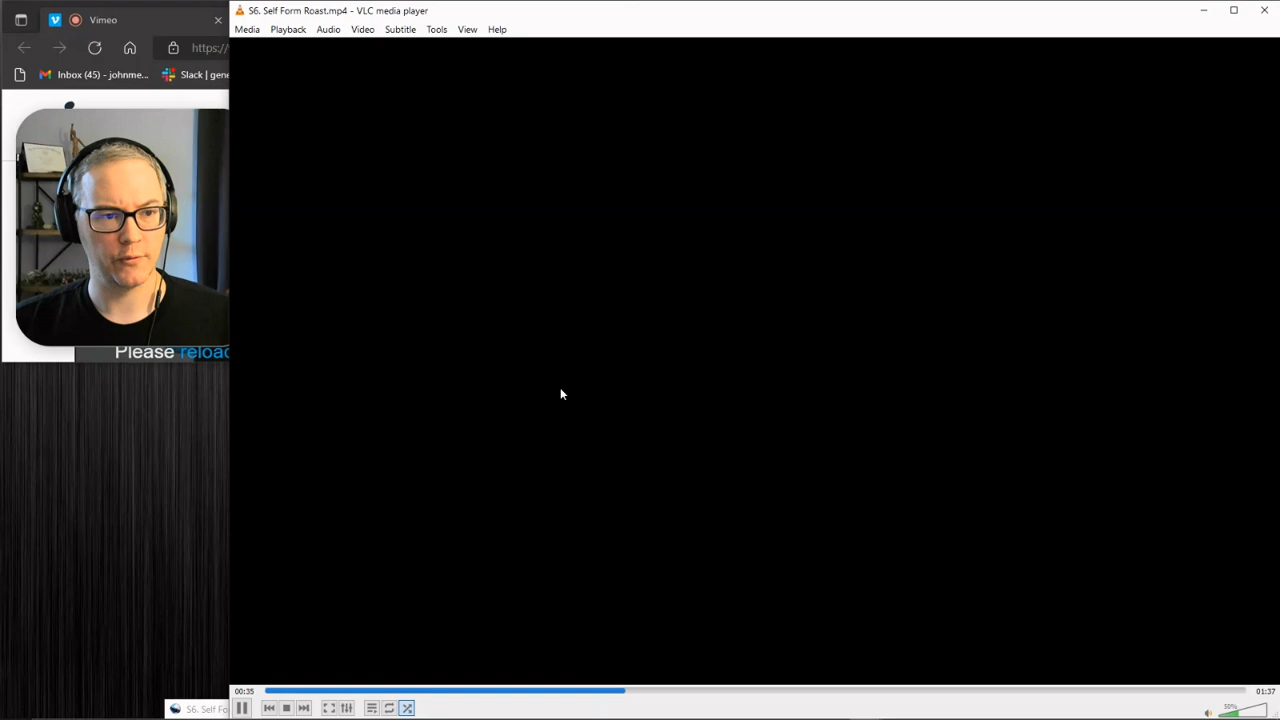 S6. Self Form Roast.mp4 - VLC media player
Vimeo
Media Playback Audio Video Subtitle Tools View Help
https://
Inbox (45) - johnme... Slack | gene
Please reload
00:35
01:37
S6. Self Fo
50%